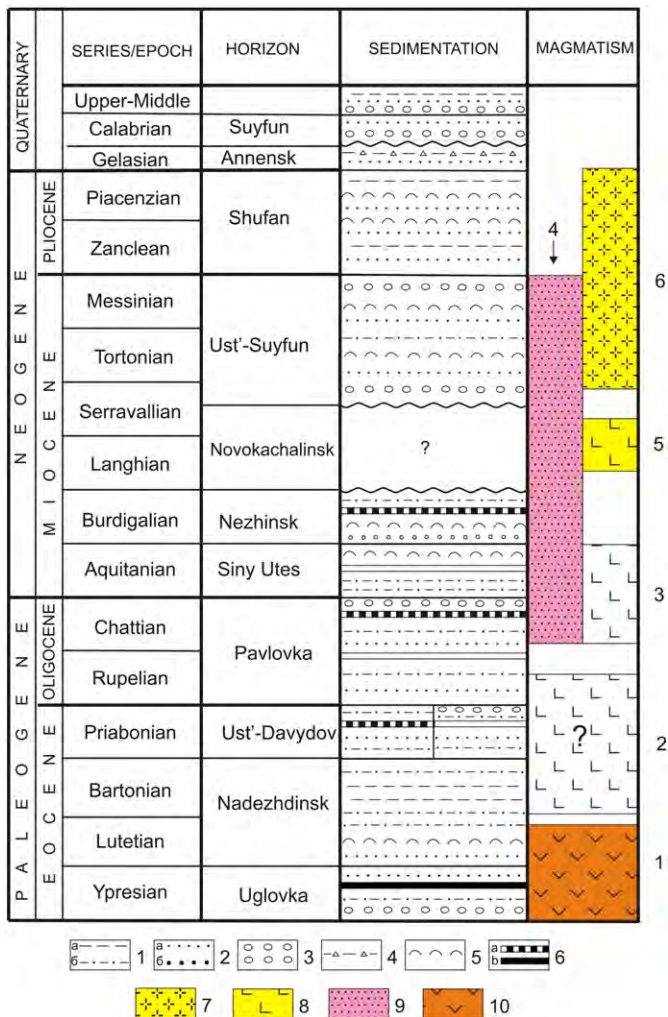 SERIES/EPOCH HORIZON SEDIMENTATION MAGMATISM
QUATERNARY
Upper-Middle
Calabrian Suyfun
Gelasian Annensk
NEOGENE
PLIOCENE
Piacenzian
Shufan
Zanclean
4
6
MIOCENE
Messinian
Ust'-Suyfun
Tortonian
Serravallian
5
Novokachalinsk ?
Langhian
Burdigalian Nezhinsk
Aquitanian Siny Utes
3
PALEOGENE
OLIGOCENE
Chattian
Pavlovka
Rupelian
EOCENE
Priabonian Ust'-Davydov
? 2
Bartonian
Nadezhdinsk
Lutetian
1
Ypresian Uglovka
а б 1 а б 2 3 4 5 a b 6
7 8 9 10